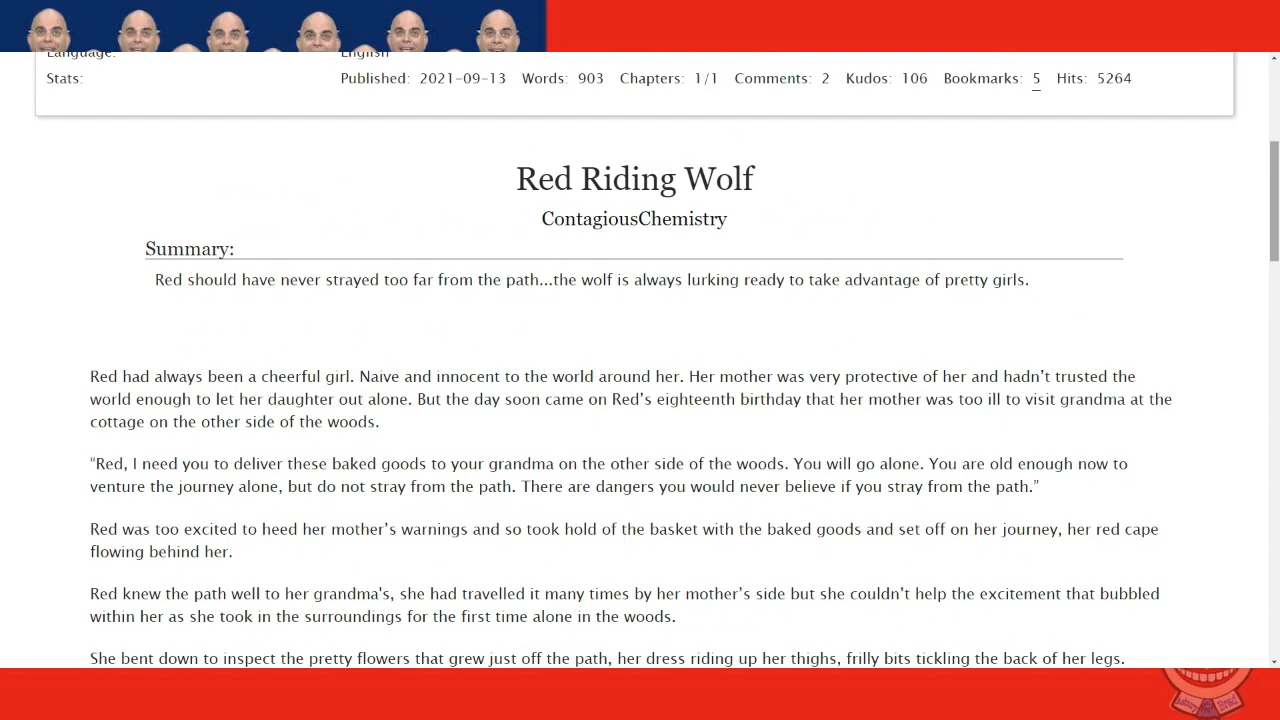 Language: English
Stats: Published: 2021-09-13 Words: 903 Chapters: 1/1 Comments: 2 Kudos: 106 Bookmarks: 5 Hits: 5264
Red Riding Wolf
ContagiousChemistry
Summary:
Red should have never strayed too far from the path...the wolf is always lurking ready to take advantage of pretty girls.
Red had always been a cheerful girl. Naive and innocent to the world around her. Her mother was very protective of her and hadn’t trusted the
world enough to let her daughter out alone. But the day soon came on Red’s eighteenth birthday that her mother was too ill to visit grandma at the
cottage on the other side of the woods.
“Red, I need you to deliver these baked goods to your grandma on the other side of the woods. You will go alone. You are old enough now to
venture the journey alone, but do not stray from the path. There are dangers you would never believe if you stray from the path.”
Red was too excited to heed her mother’s warnings and so took hold of the basket with the baked goods and set off on her journey, her red cape
flowing behind her.
Red knew the path well to her grandma's, she had travelled it many times by her mother’s side but she couldn’t help the excitement that bubbled
within her as she took in the surroundings for the first time alone in the woods.
She bent down to inspect the pretty flowers that grew just off the path, her dress riding up her thighs, frilly bits tickling the back of her legs.